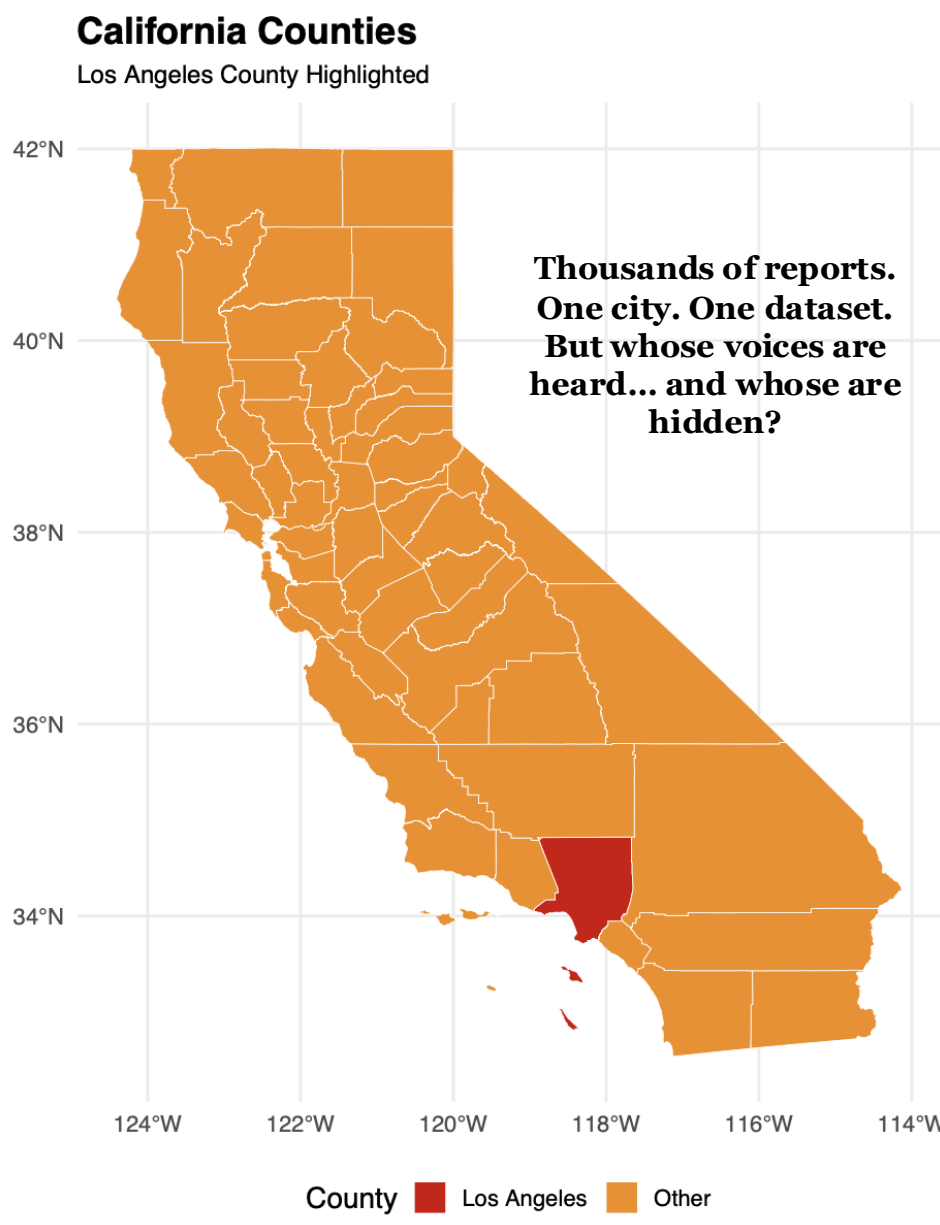 California Counties
Los Angeles County Highlighted
42°N
40°N
38°N
36°N
34°N
Thousands of reports.
One city. One dataset.
But whose voices are
heard... and whose are
hidden?
124°W
122°W
120°W
118°W
116°W
114°W
County
Los Angeles
Other